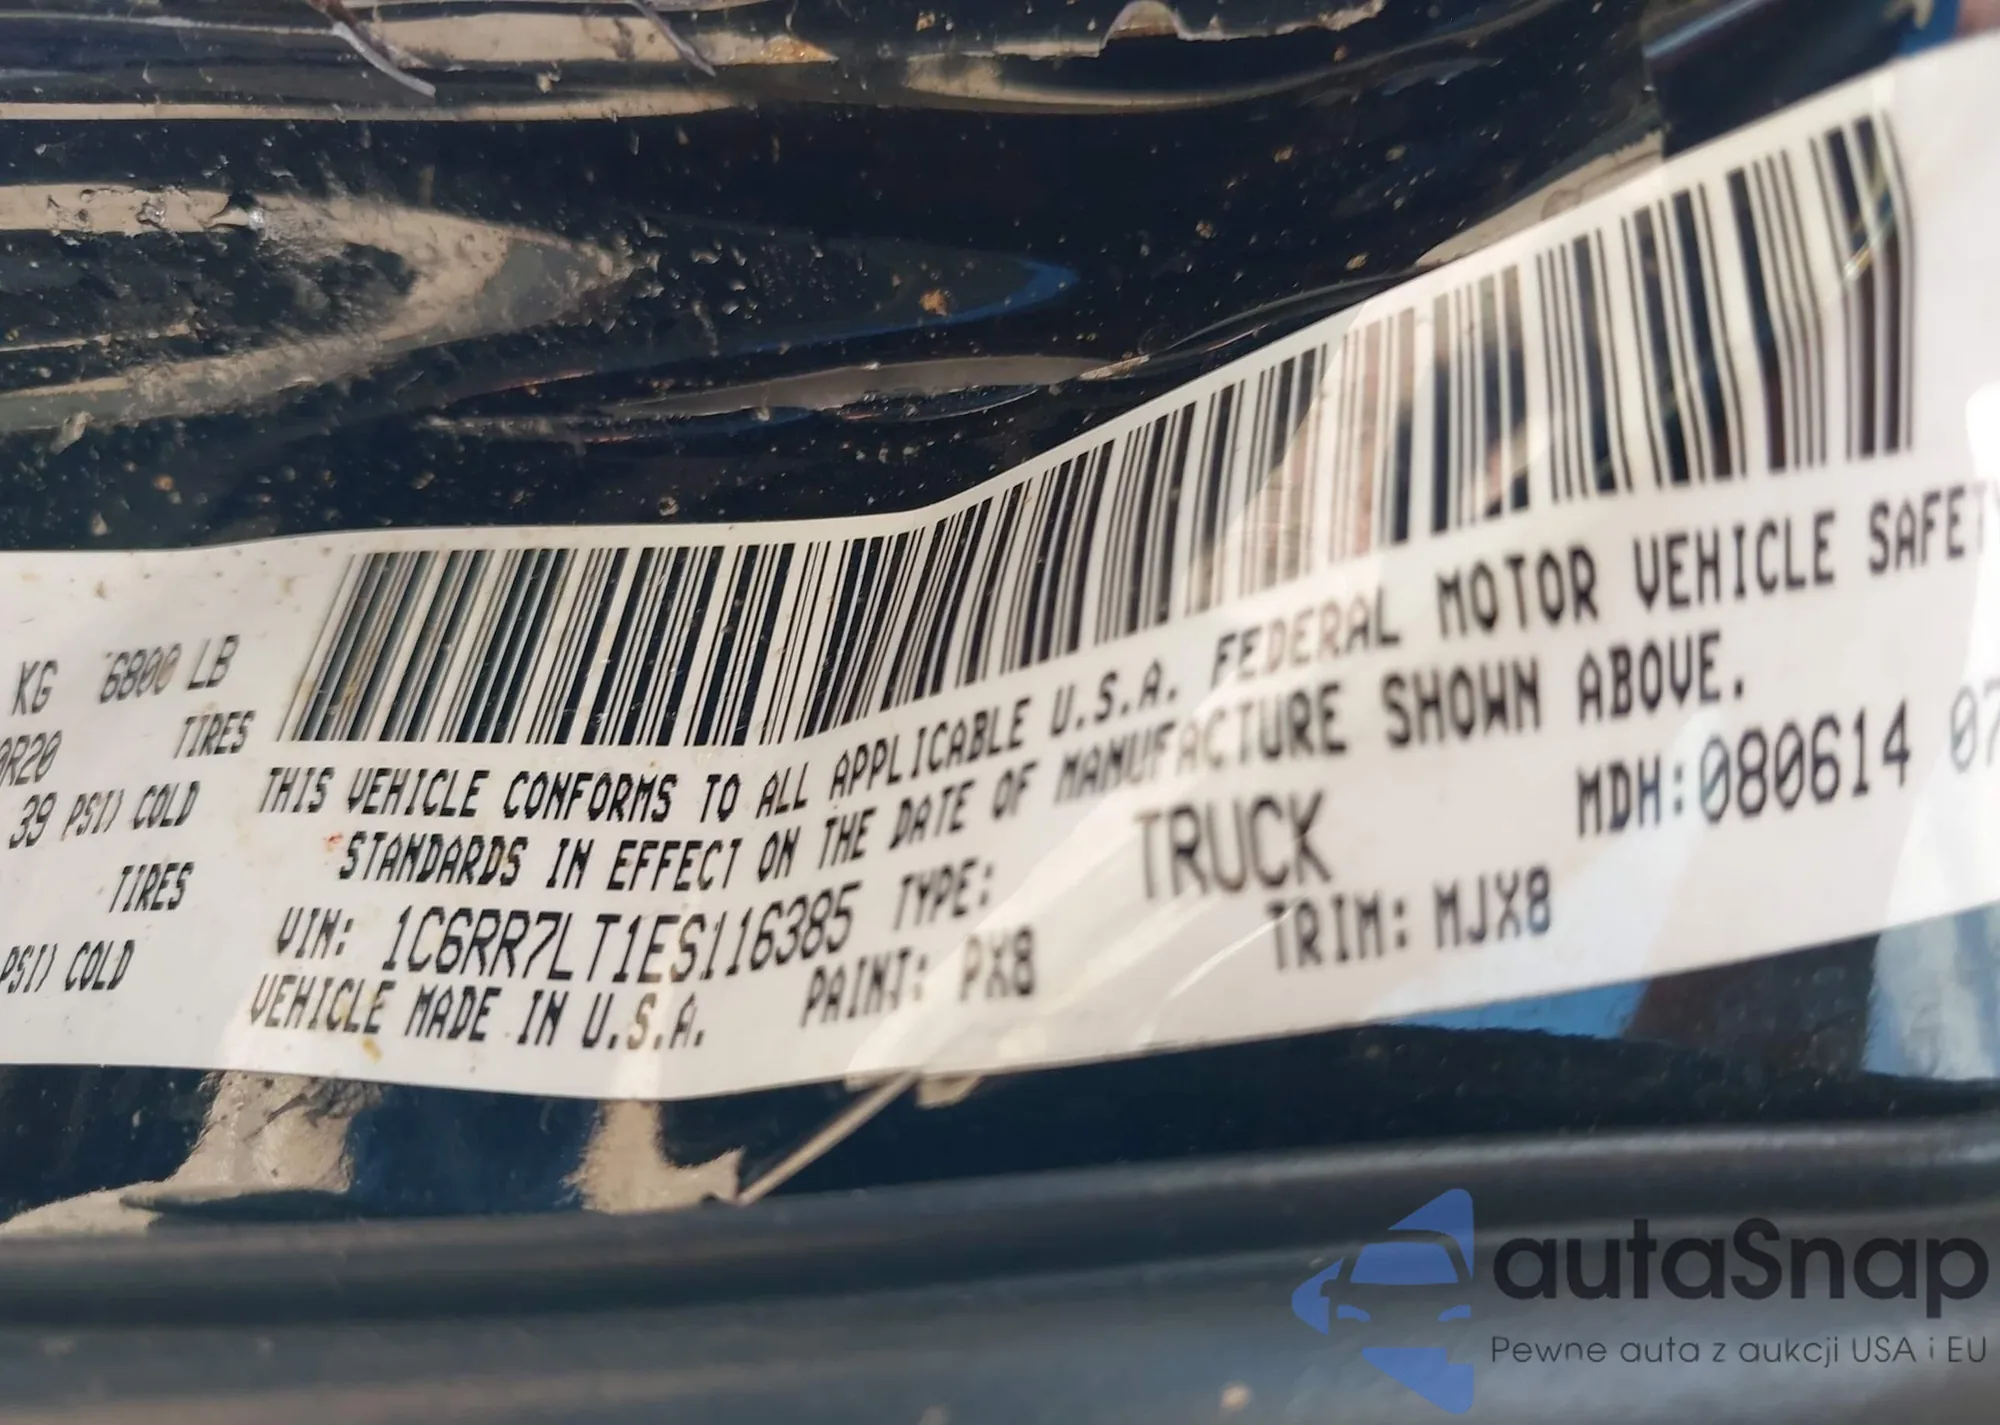 KG 6800 LB
0R20 TIRES
39 PSI) COLD
TIRES
PSI) COLD
THIS VEHICLE CONFORMS TO ALL APPLICABLE U.S.A. FEDERAL MOTOR VEHICLE SAFETY
STANDARDS IN EFFECT ON THE DATE OF MANUFACTURE SHOWN ABOVE.
MDH:080614 07
VIN: 1C6RR7LT1ES116385 TYPE: TRUCK
VEHICLE MADE IN U.S.A. PAINT: PX8 TRIM: MJX8
autaSnap
Pewne auta z aukcji USA i EU